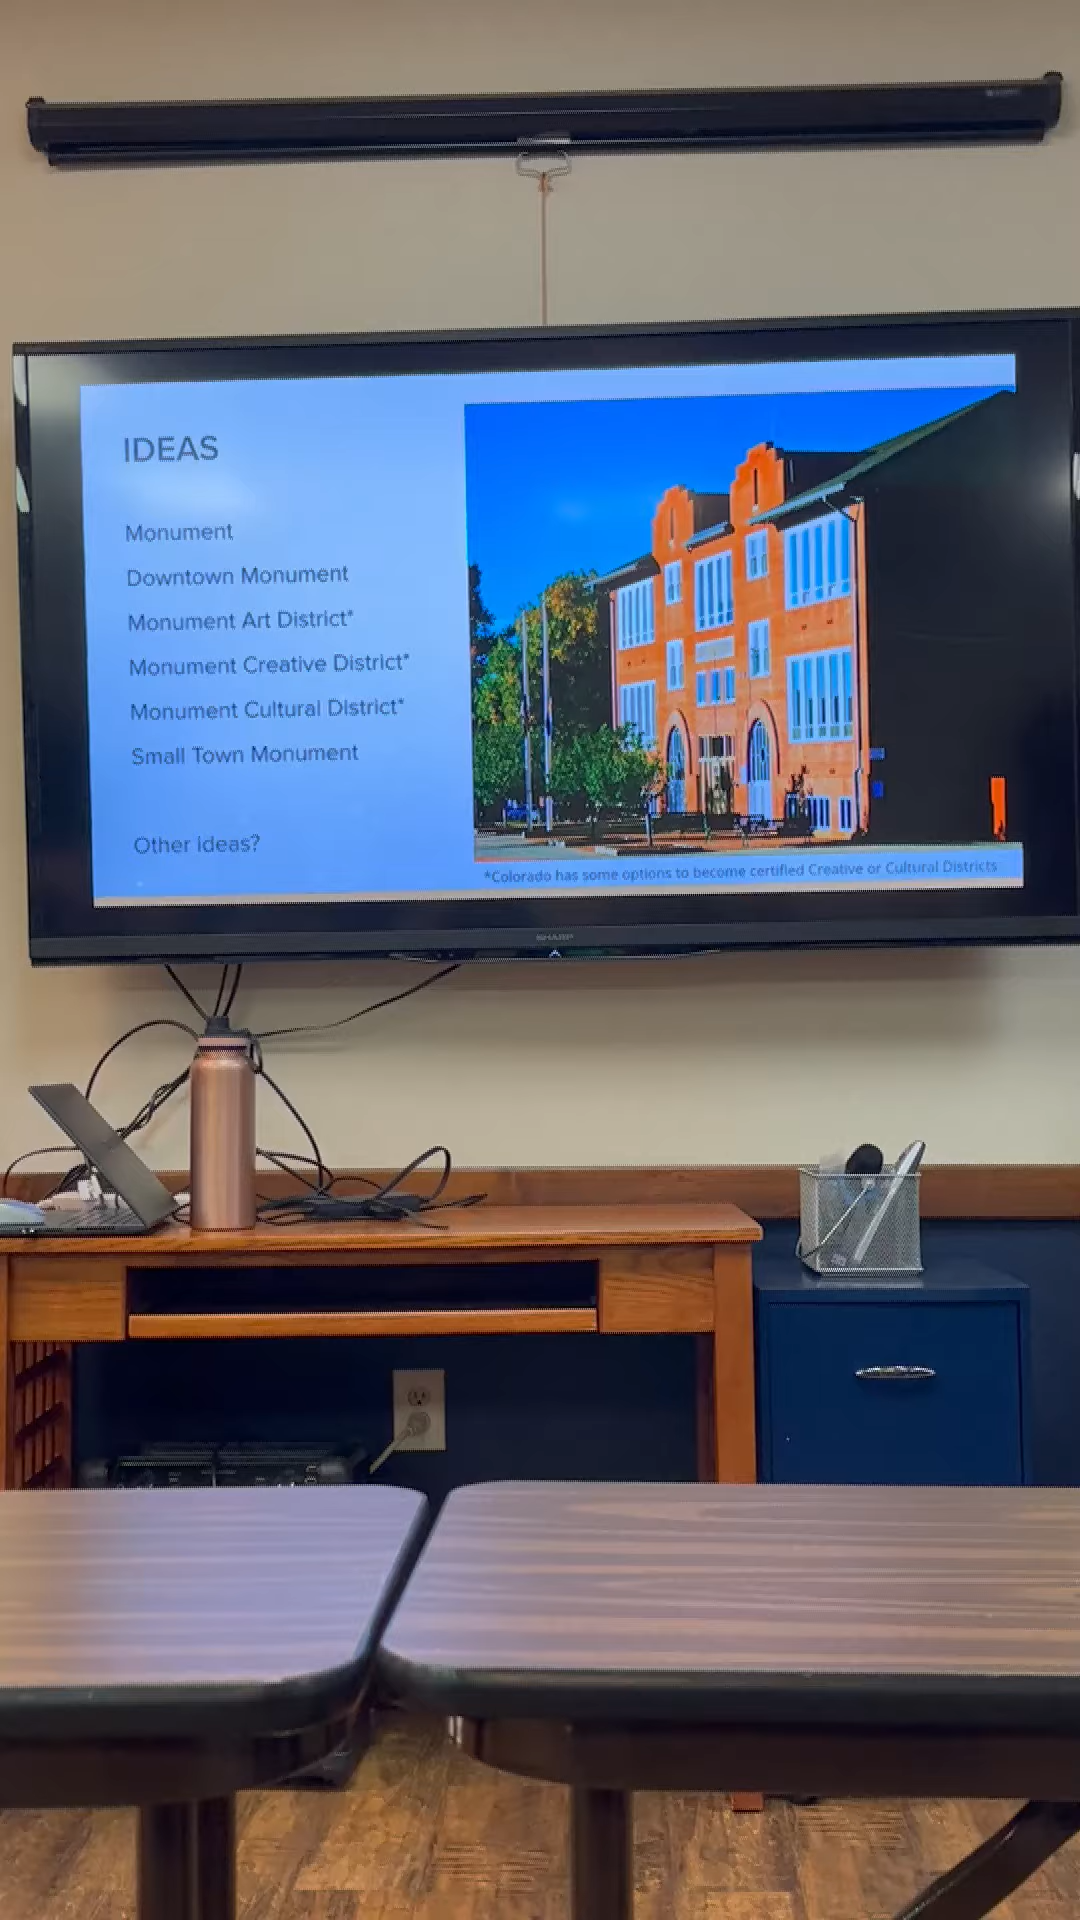 IDEAS
Monument
Downtown Monument
Monument Art District*
Monument Creative District*
Monument Cultural District*
Small Town Monument
Other ideas?
*Colorado has some options to become certified Creative or Cultural Districts
SHARP